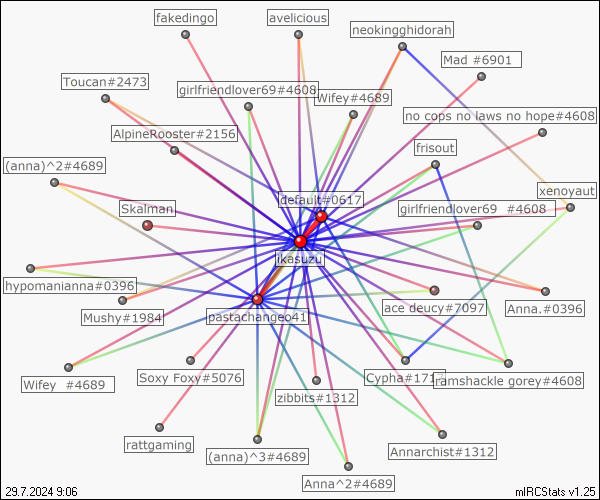 fakedingo
avelicious
neokingghidorah
Mad #6901
Toucan#2473
girlfriendlover69#4608
Wifey#4689
no cops no laws no hope#4608
AlpineRooster#2156
frisout
(anna)^2#4689
xenoyaut
default#0617
Skalman
girlfriendlover69 #4608
ikasuzu
hypomanianna#0396
ace deucy#7097
Anna.#0396
Mushy#1984
pastachangeo41
Wifey #4689
Soxy Foxy#5076
Cypha#171
ramshackle gorey#4608
zibbits#1312
rattgaming
(anna)^3#4689
Annarchist#1312
Anna^2#4689
29.7.2024 9:06
mIRCStats v1.25